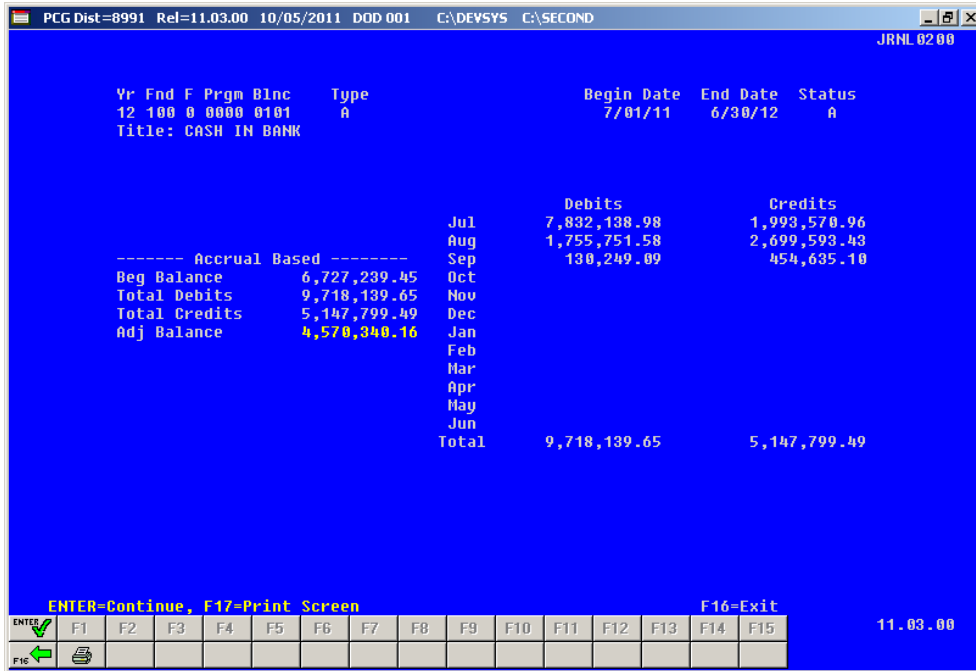 PCG Dist=8991 Rel=11.03.00 10/05/2011 DOD 001 C:\DEVSYS C:\SECOND
JRNL0200
Yr Fnd F Prgm Blnc Type Begin Date End Date Status
12 100 0 0000 0101 A 7/01/11 6/30/12 A
Title: CASH IN BANK
Debits Credits
Jul 7,832,138.98 1,993,570.96
Aug 1,755,751.58 2,699,593.43
------- Accrual Based -------- Sep 130,249.09 454,635.10
Beg Balance 6,727,239.45 Oct
Total Debits 9,718,139.65 Nov
Total Credits 5,147,799.49 Dec
Adj Balance 4,570,340.16 Jan
Feb
Mar
Apr
May
Jun
Total 9,718,139.65 5,147,799.49
ENTER=Continue, F17=Print Screen F16=Exit
ENTER F1 F2 F3 F4 F5 F6 F7 F8 F9 F10 F11 F12 F13 F14 F15 11.03.00
F16